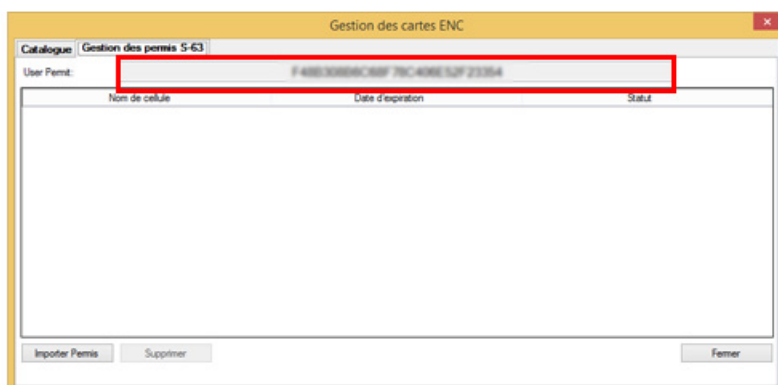 Gestion des cartes ENC
Catalogue Gestion des permis S-63
User Permit:
Nom de cellule Date d'expiration Statut
Importer Permis Supprimer Fermer